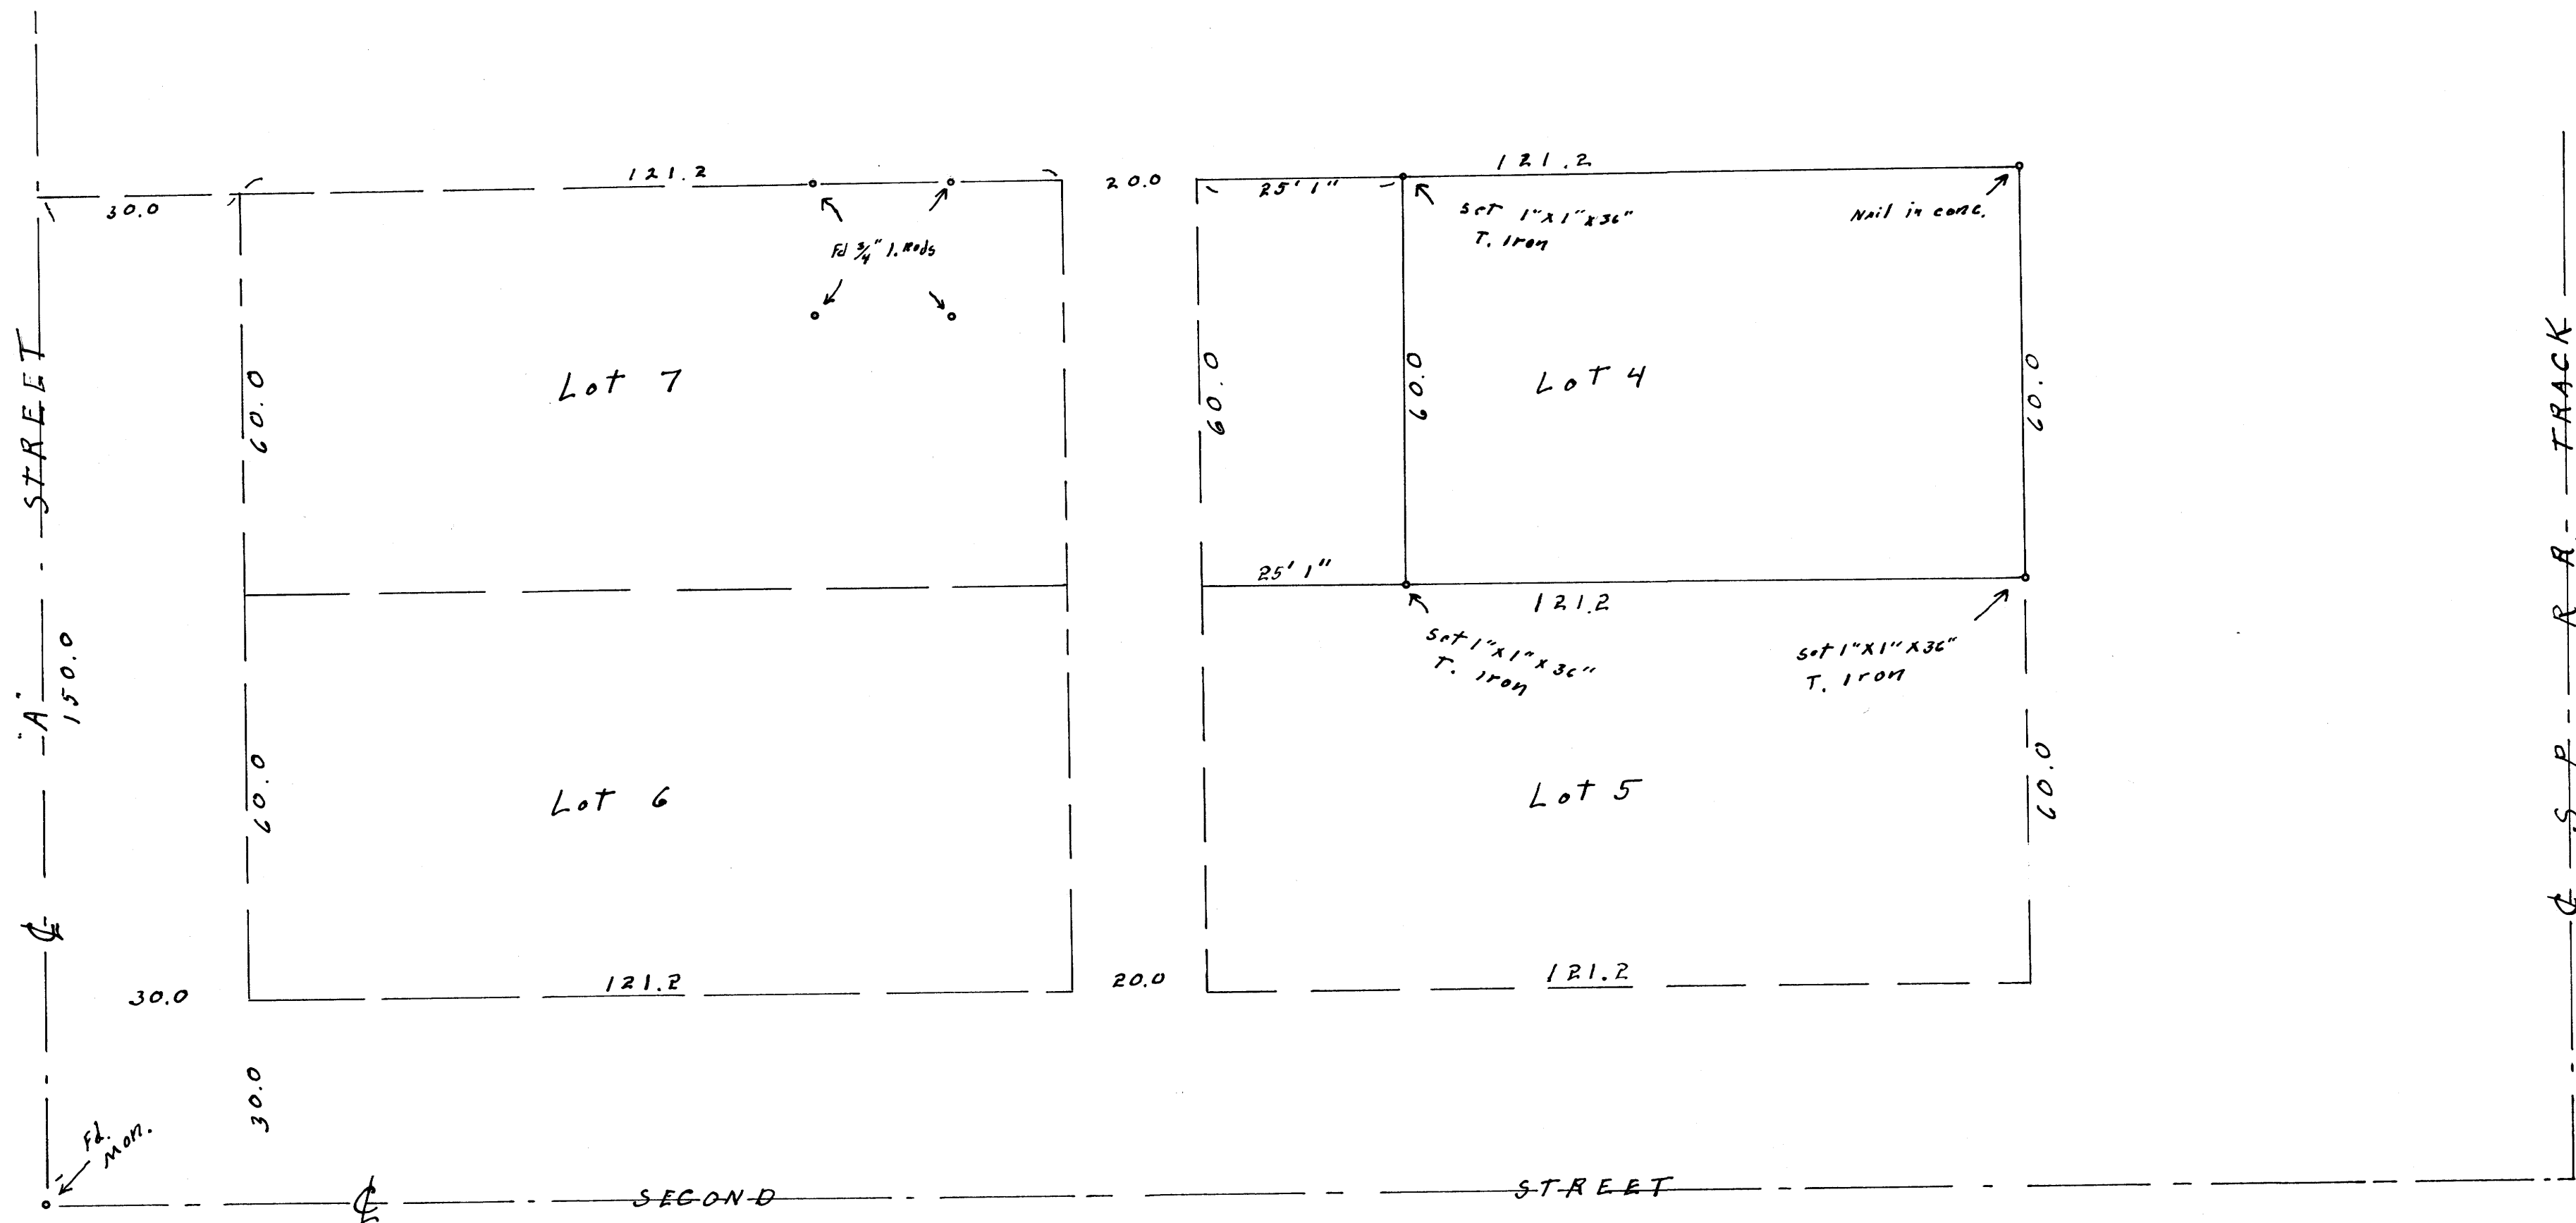 121.2
20.0
25' 1"
121.2
30.0
set 1"x1"x36"
T. Iron
Nail in conc.
Fd 3/4" I. Rods
60.0
Lot 7
60.0
60.0
Lot 4
60.0
25' 1"
121.2
set 1"x1"x36"
T. Iron
set 1"x1"x36"
T. Iron
"A" STREET
150.0
60.0
Lot 6
Lot 5
60.0
℄
30.0
121.2
20.0
121.2
30.0
Fd.
Mon.
℄ SECOND STREET
℄ S P R R TRACK